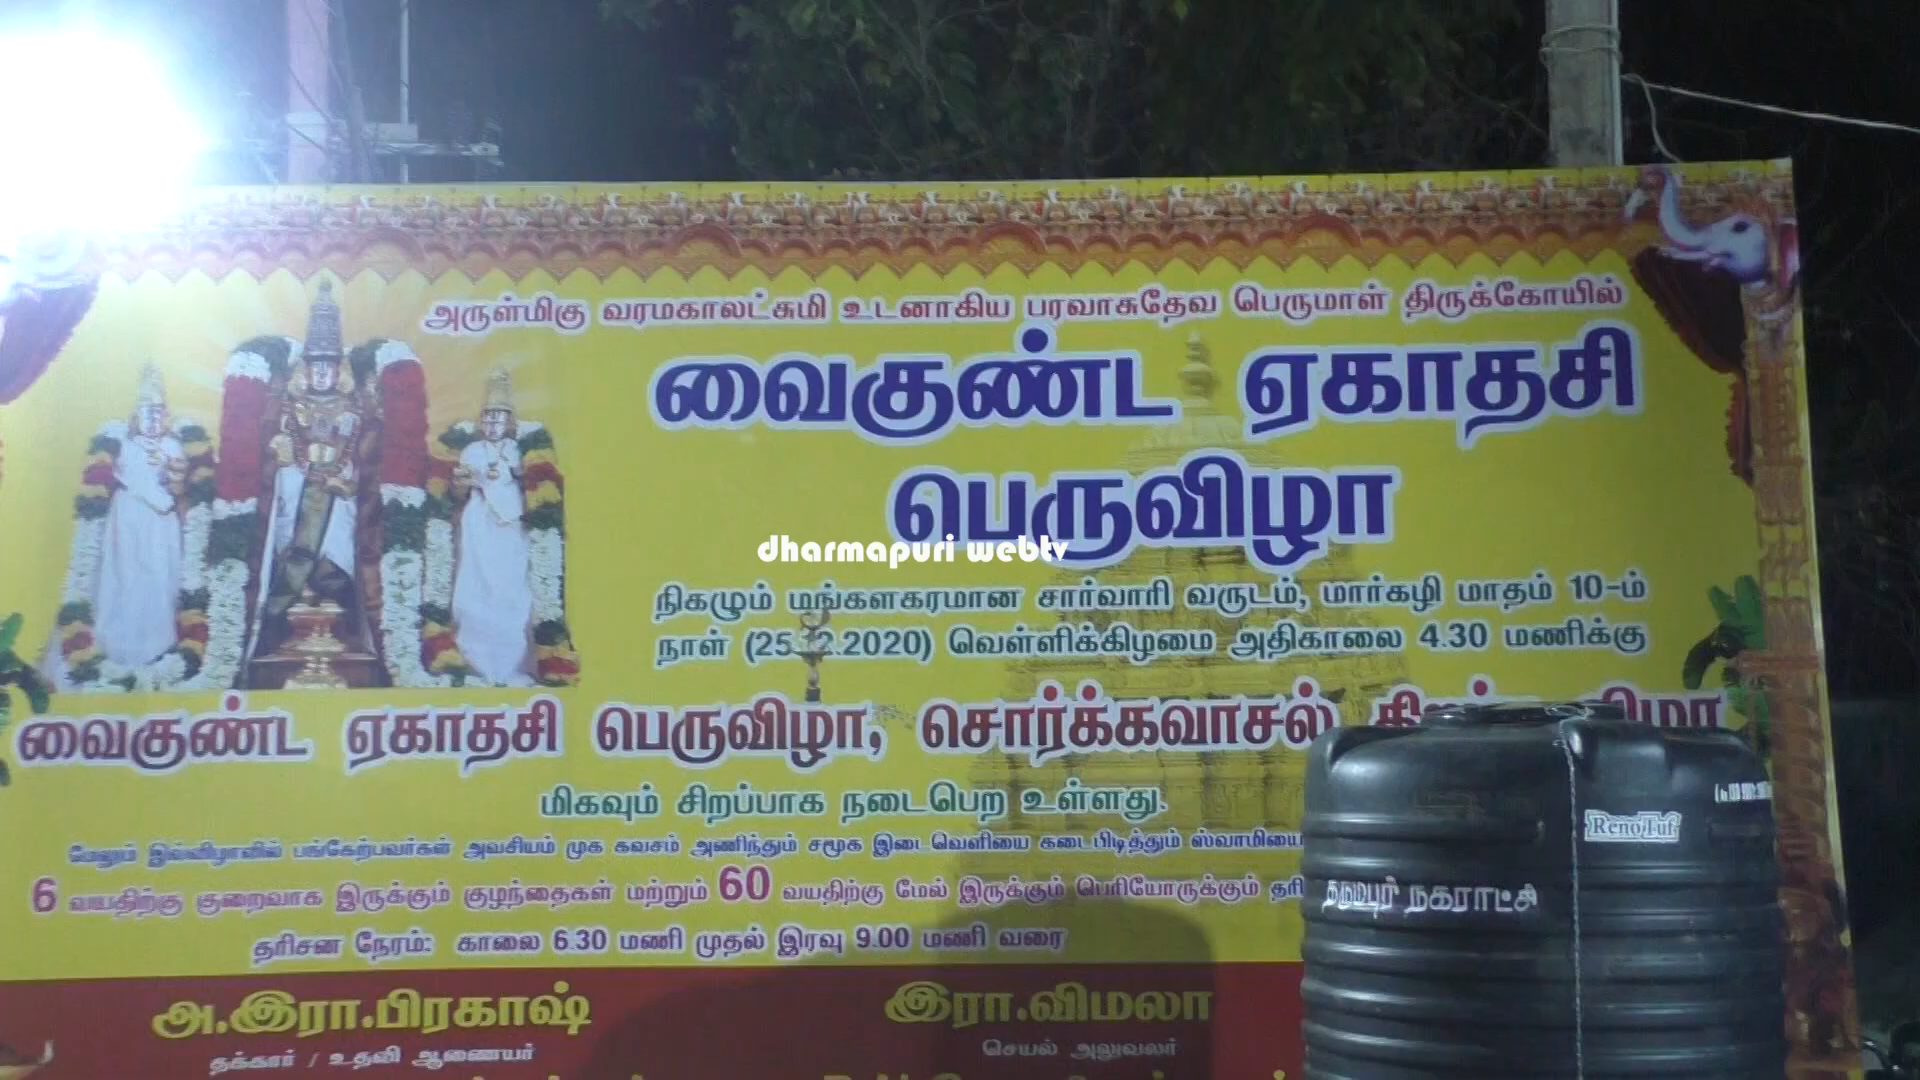 அருள்மிகு வரமகாலட்சுமி உடனாகிய பரவாசுதேவ பெருமாள் திருக்கோயில்
வைகுண்ட ஏகாதசி
பெருவிழா
dharmapuri webtv
நிகழும் மங்களகரமான சார்வாரி வருடம், மார்கழி மாதம் 10-ம்
நாள் (25.12.2020) வெள்ளிக்கிழமை அதிகாலை 4.30 மணிக்கு
வைகுண்ட ஏகாதசி பெருவிழா, சொர்க்கவாசல்
மிகவும் சிறப்பாக நடைபெற உள்ளது.
மேலும் இவ்விழாவில் பங்கேற்பவர்கள் அவசியம் முக கவசம் அணிந்தும் சமூக இடைவெளியை கடைபிடித்தும் ஸ்வாமியை
6 வயதிற்கு குறைவாக இருக்கும் குழந்தைகள் மற்றும் 60 வயதிற்கு மேல் இருக்கும் பெரியோருக்கும்
தரிசன நேரம்: காலை 6.30 மணி முதல் இரவு 9.00 மணி வரை
அ.இரா.பிரகாஷ்
தக்கார் / உதவி ஆணையர்
இரா.விமலா
செயல் அலுவலர்
RenoTuf
நகராட்சி